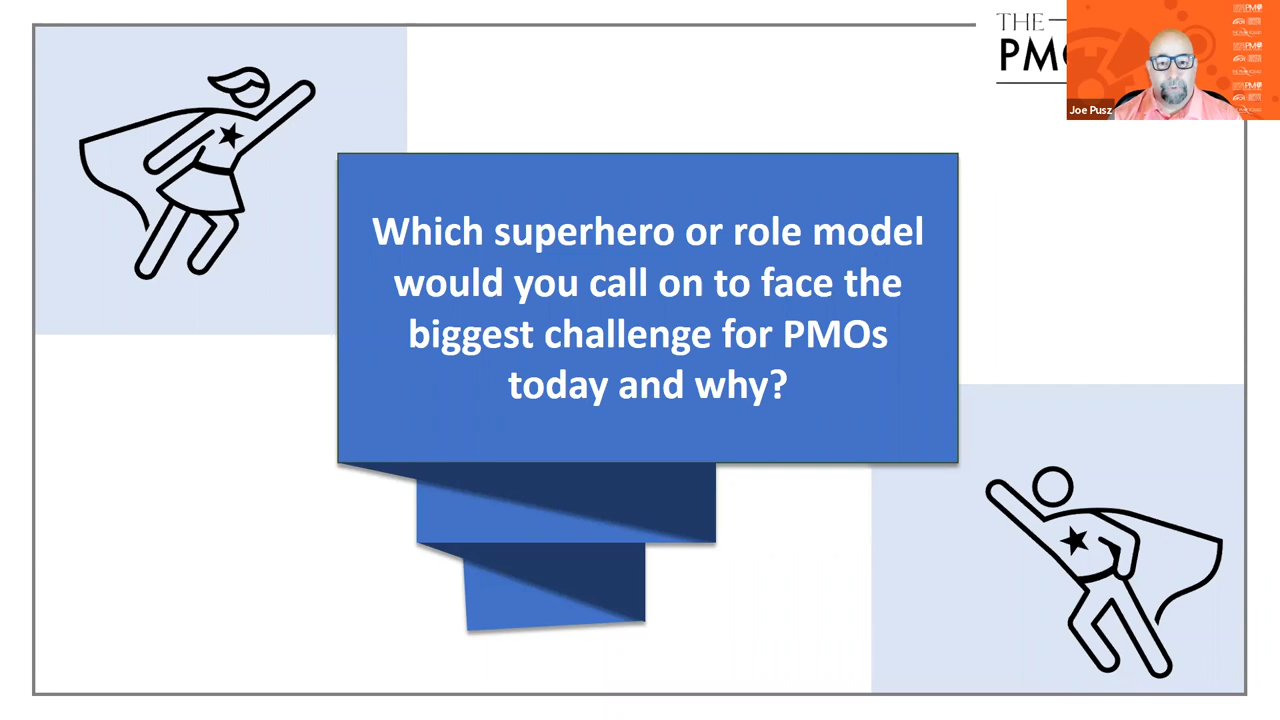 THE
PMO
Joe Pusz
Which superhero or role model
would you call on to face the
biggest challenge for PMOs
today and why?